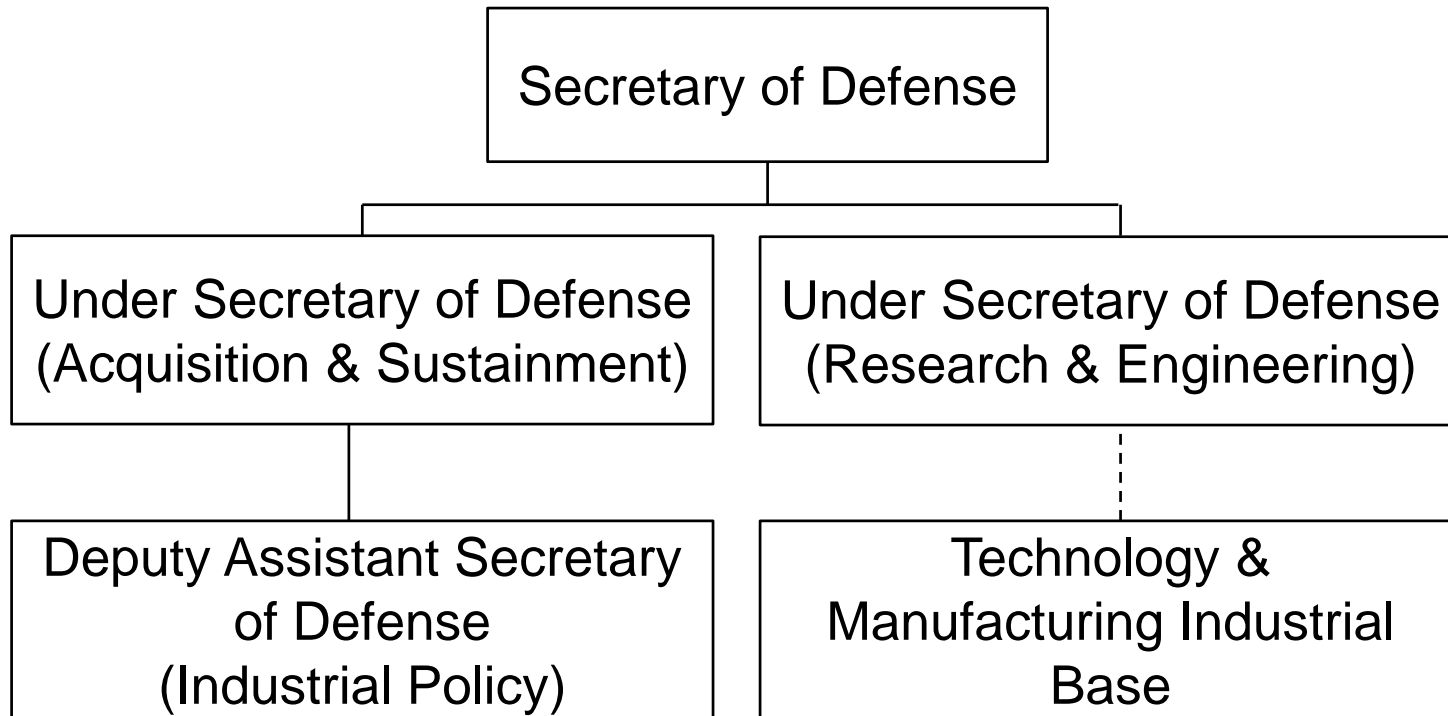 Secretary of Defense
Under Secretary of Defense
(Acquisition & Sustainment)
Under Secretary of Defense
(Research & Engineering)
Deputy Assistant Secretary
of Defense
(Industrial Policy)
Technology &
Manufacturing Industrial
Base